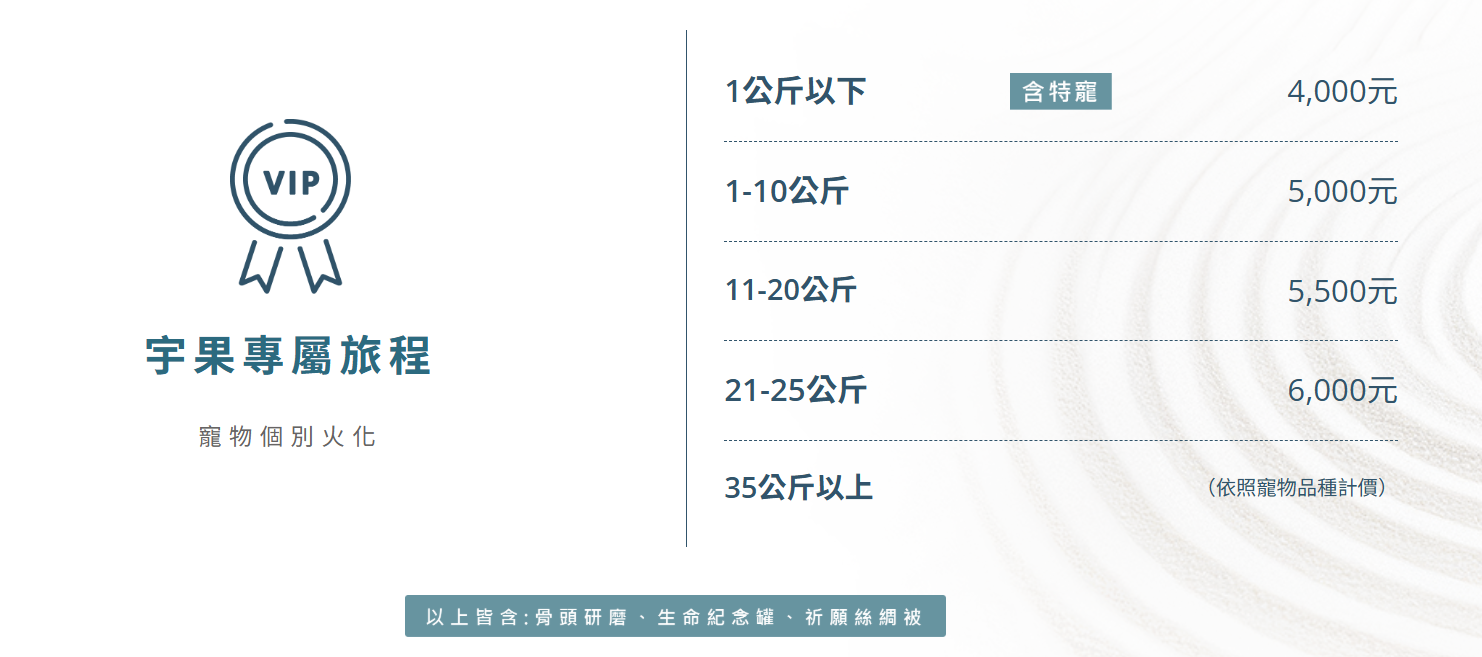 VIP
宇果專屬旅程
寵物個別火化
1公斤以下 含特寵 4,000元
1-10公斤 5,000元
11-20公斤 5,500元
21-25公斤 6,000元
35公斤以上 （依照寵物品種計價）
以上皆含:骨頭研磨、生命紀念罐、祈願絲綢被